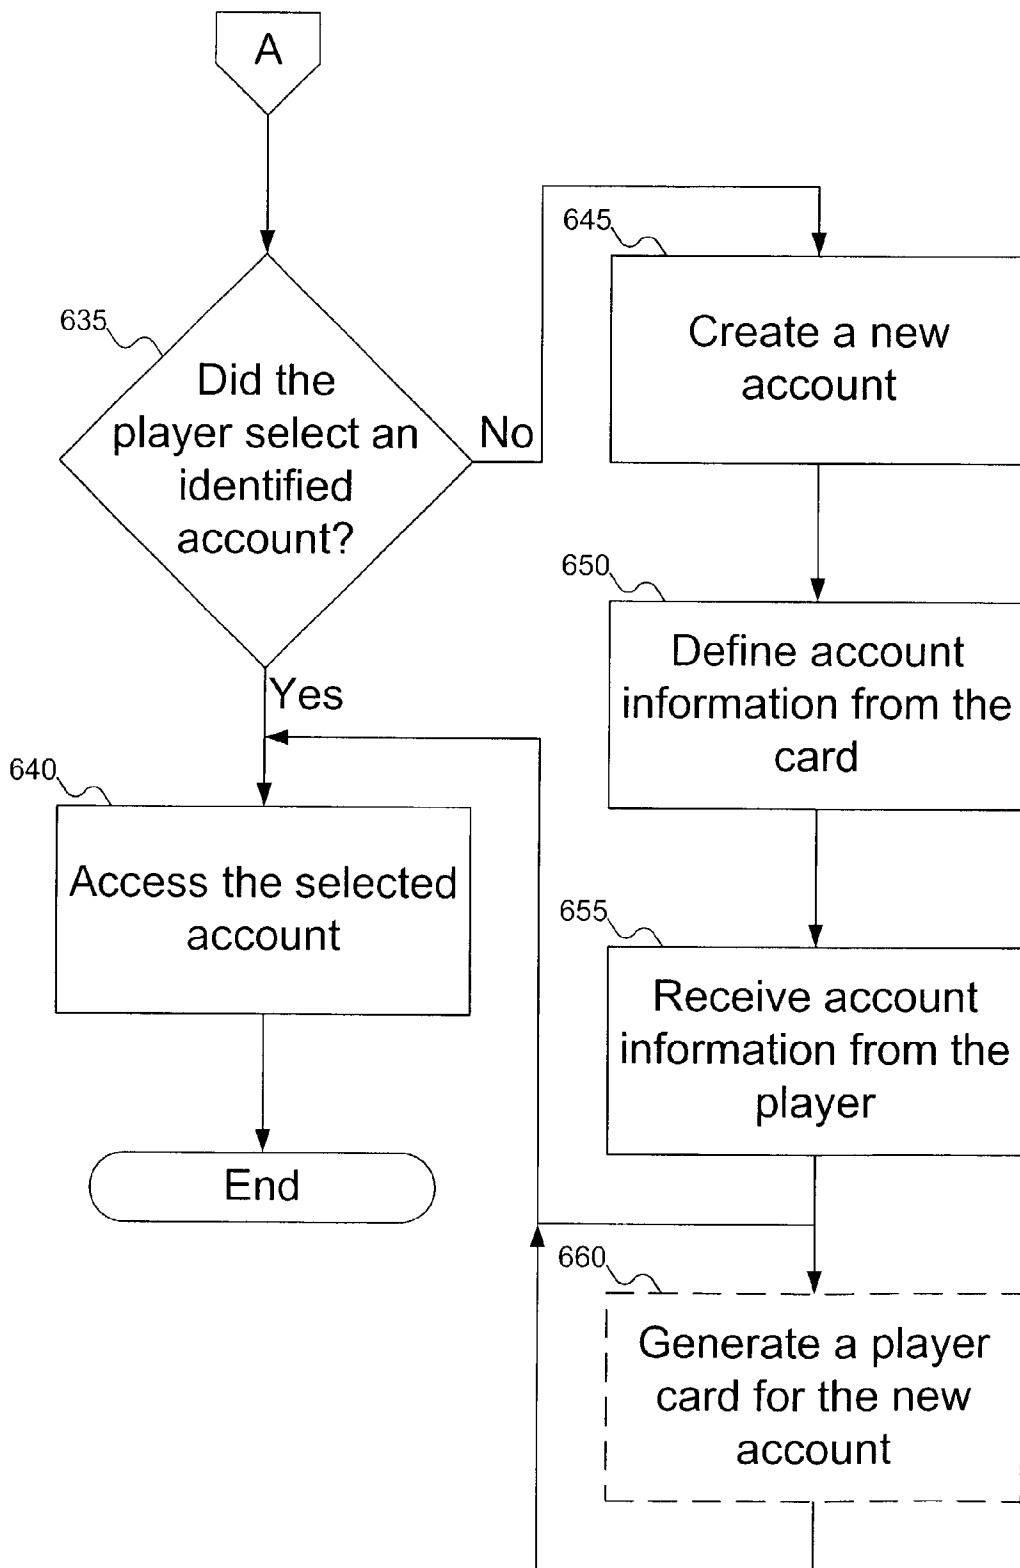 A
635
Did the
player select an
identified
account?
No
Yes
640
Access the selected
account
End
645
Create a new
account
650
Define account
information from the
card
655
Receive account
information from the
player
660
Generate a player
card for the new
account